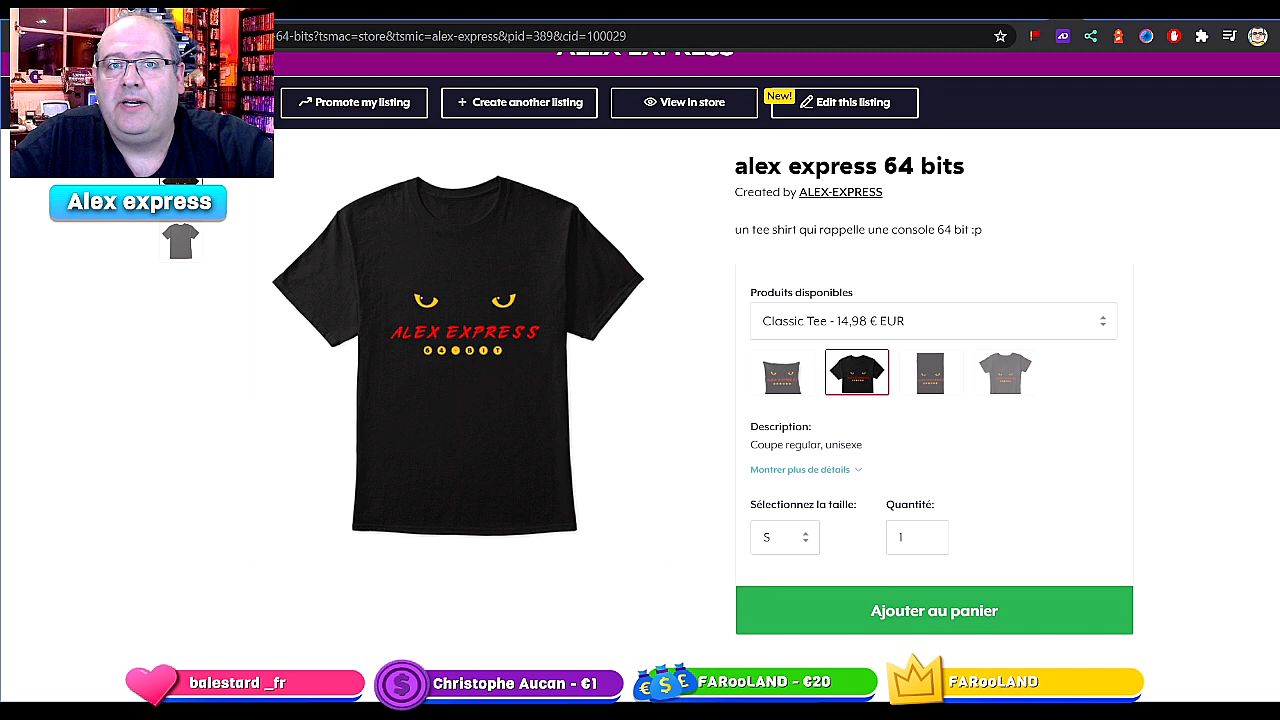 64-bits?tsmac=store&tsmic=alex-express&pid=389&cid=100029
ALEX EXPRESS
Promote my listing
+ Create another listing
View in store
New!
Edit this listing
Alex express
alex express 64 bits
Created by ALEX-EXPRESS
un tee shirt qui rappelle une console 64 bit :p
ALEX EXPRESS
64-BIT
Produits disponibles
Classic Tee - 14,98 € EUR
Description:
Coupe regular, unisexe
Montrer plus de détails
Sélectionnez la taille:
Quantité:
S
1
Ajouter au panier
balestard _fr
Christophe Aucan - €1
FARooLAND - €20
FARooLAND